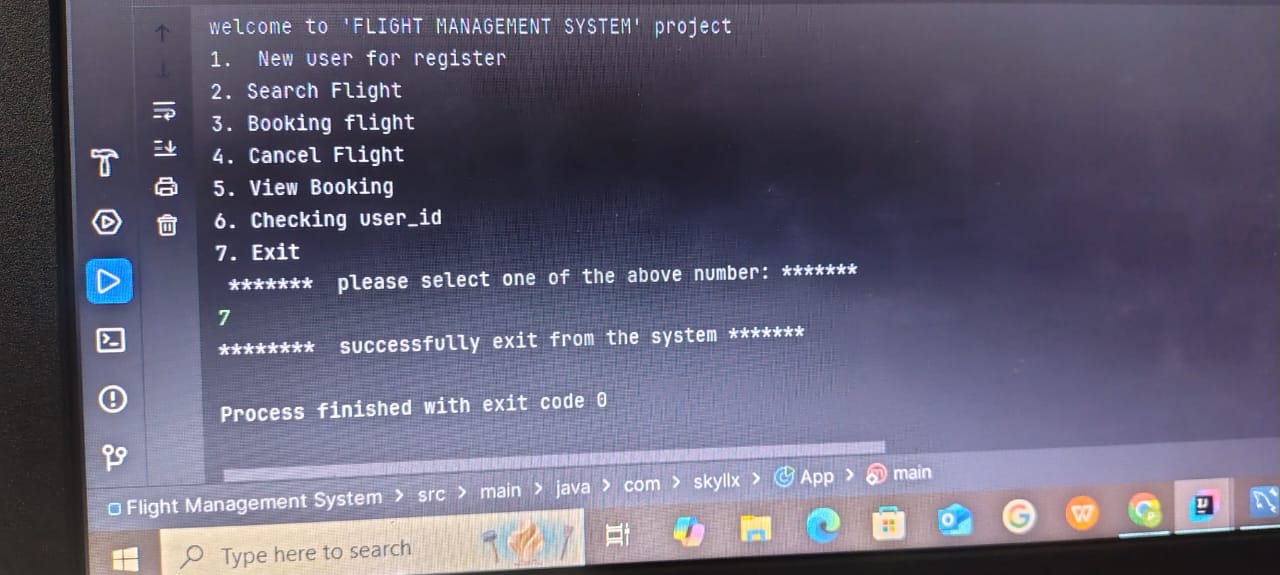 welcome to 'FLIGHT MANAGEMENT SYSTEM' project
1.  New user for register
2. Search Flight
3. Booking flight
4. Cancel Flight
5. View Booking
6. Checking user_id
7. Exit
*******  please select one of the above number: *******
7
********  successfully exit from the system *******
Process finished with exit code 0
Flight Management System > src > main > java > com > skyllx > App > main
Type here to search